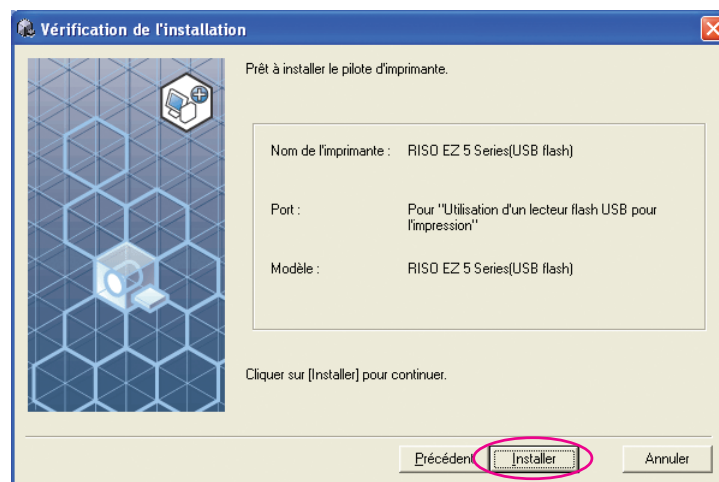 Vérification de l'installation
Prêt à installer le pilote d'imprimante.
Nom de l'imprimante : RISO EZ 5 Series(USB flash)
Port : Pour "Utilisation d'un lecteur flash USB pour
l'impression"
Modèle : RISO EZ 5 Series(USB flash)
Cliquer sur [Installer] pour continuer.
Précédent Installer Annuler